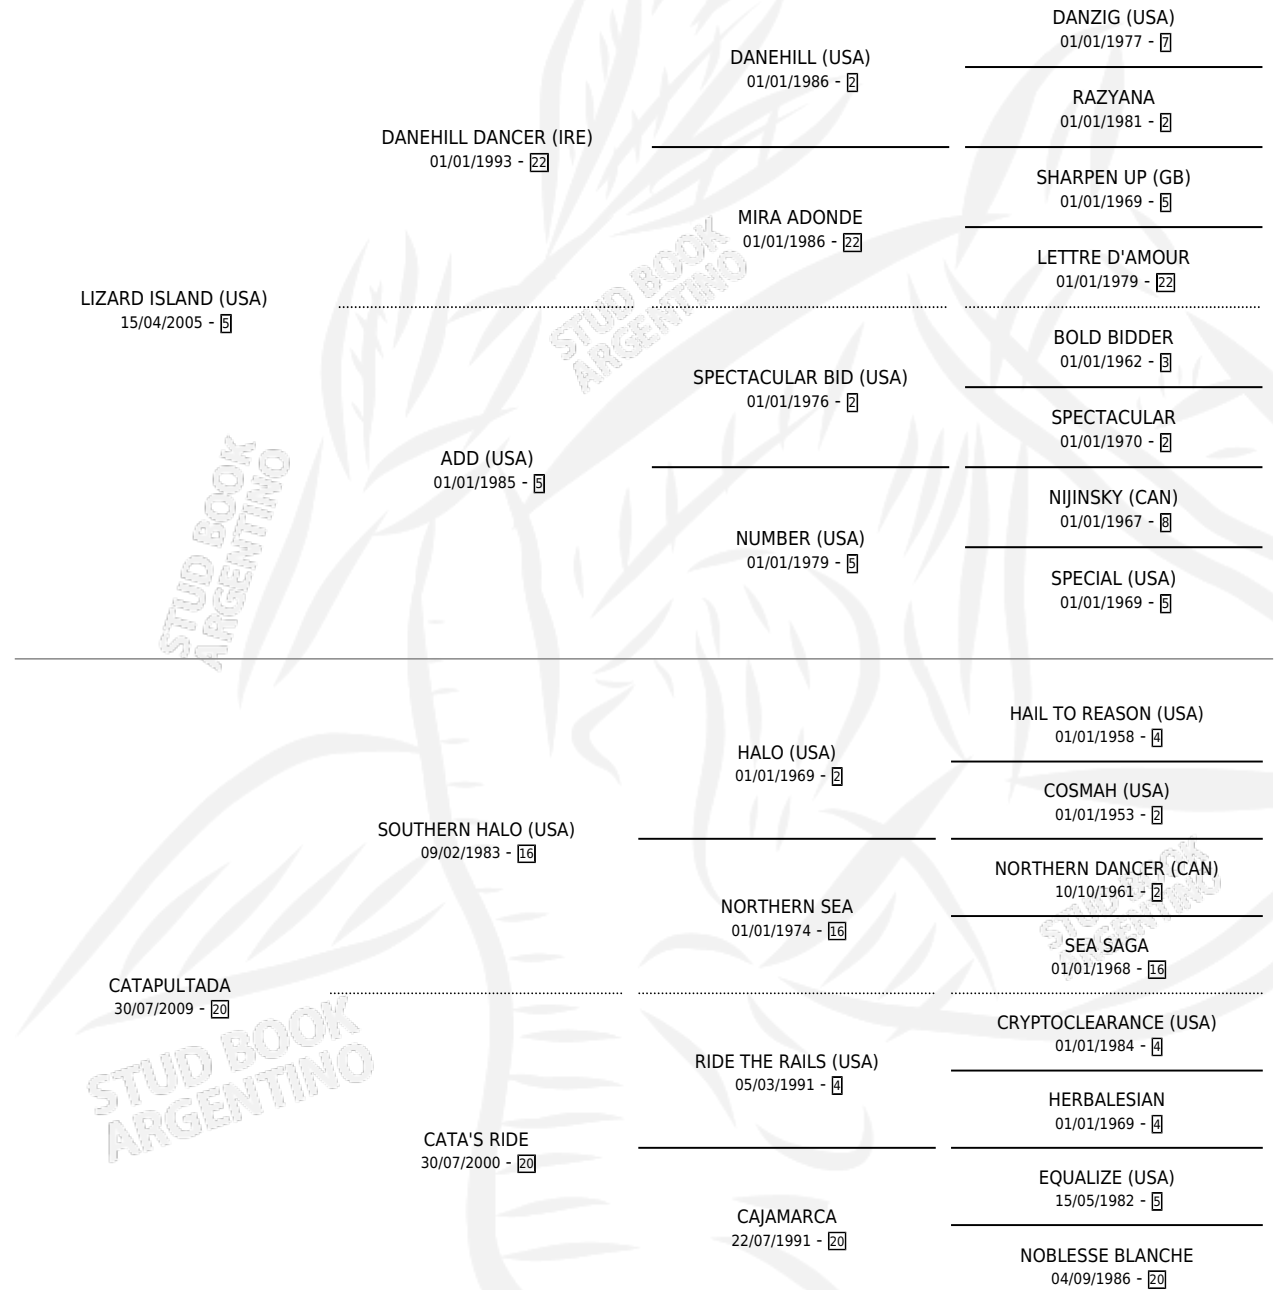 DANZIG (USA)
01/01/1977 - 7
DANEHILL (USA)
01/01/1986 - 2
RAZYANA
01/01/1981 - 2
DANEHILL DANCER (IRE)
01/01/1993 - 22
SHARPEN UP (GB)
01/01/1969 - 5
MIRA ADONDE
01/01/1986 - 22
LETTRE D'AMOUR
01/01/1979 - 22
LIZARD ISLAND (USA)
15/04/2005 - 5
BOLD BIDDER
01/01/1962 - 3
SPECTACULAR BID (USA)
01/01/1976 - 2
SPECTACULAR
01/01/1970 - 2
ADD (USA)
01/01/1985 - 5
NIJINSKY (CAN)
01/01/1967 - 8
NUMBER (USA)
01/01/1979 - 5
SPECIAL (USA)
01/01/1969 - 5
HAIL TO REASON (USA)
01/01/1958 - 4
HALO (USA)
01/01/1969 - 2
COSMAH (USA)
01/01/1953 - 2
SOUTHERN HALO (USA)
09/02/1983 - 16
NORTHERN DANCER (CAN)
10/10/1961 - 2
NORTHERN SEA
01/01/1974 - 16
SEA SAGA
01/01/1968 - 16
CATAPULTADA
30/07/2009 - 20
CRYPTOCLEARANCE (USA)
01/01/1984 - 4
RIDE THE RAILS (USA)
05/03/1991 - 4
HERBALESIAN
01/01/1969 - 4
CATA'S RIDE
30/07/2000 - 20
EQUALIZE (USA)
15/05/1982 - 5
CAJAMARCA
22/07/1991 - 20
NOBLESSE BLANCHE
04/09/1986 - 20
STUD BOOK
ARGENTINO
STUD BOOK
ARGENTINO
STUD BOOK
ARGENTINO
STUD BOOK
ARGENTINO